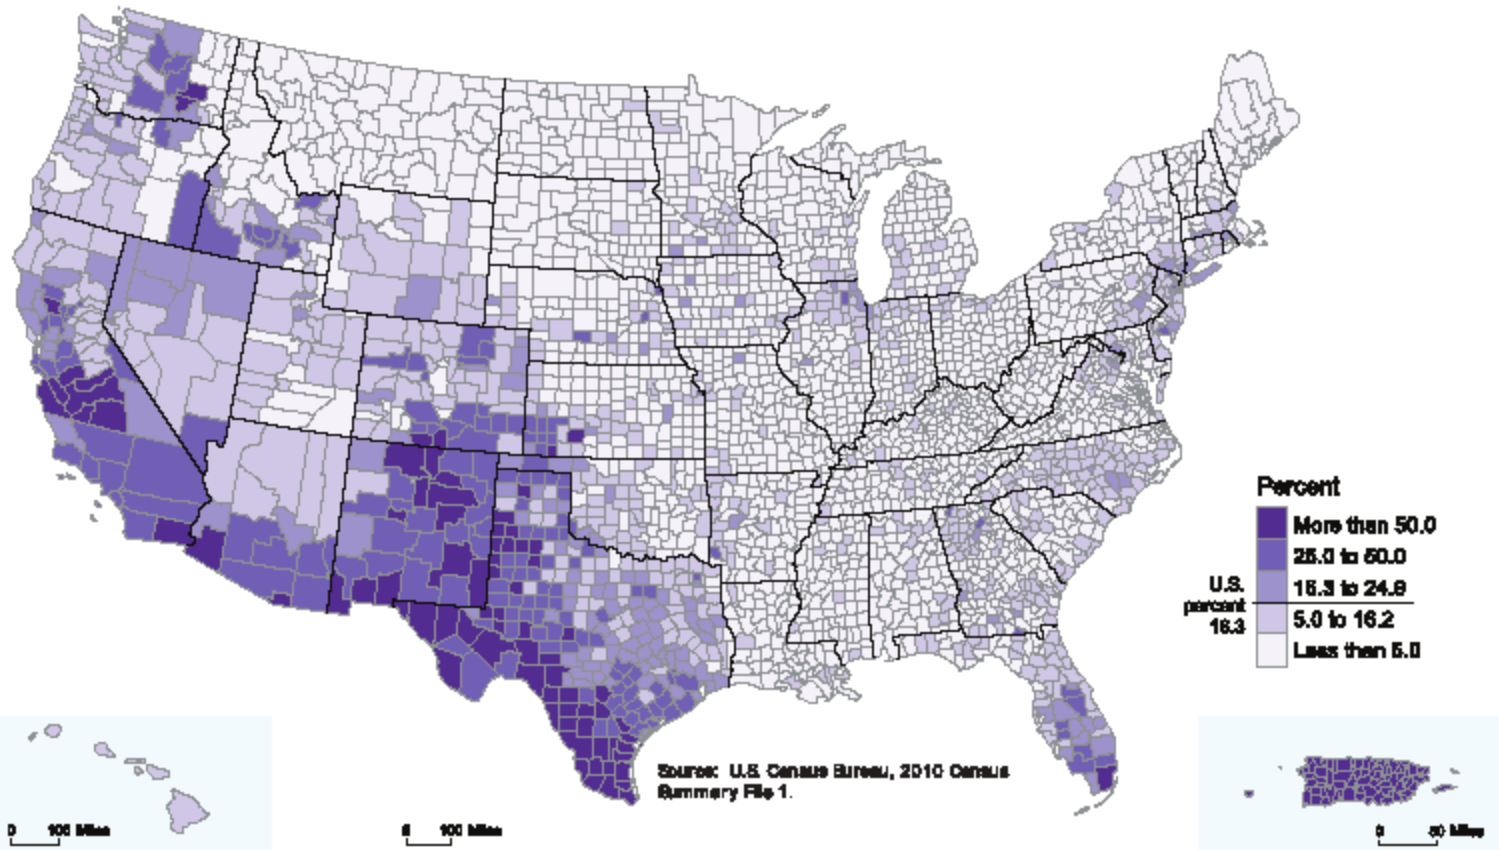 Percent
More than 50.0
25.0 to 50.0
16.3 to 24.9
U.S.
percent
16.3
5.0 to 16.2
Less than 5.0
Source: U.S. Census Bureau, 2010 Census
Summary File 1.
0 100 Miles
0 100 Miles
0 50 Miles